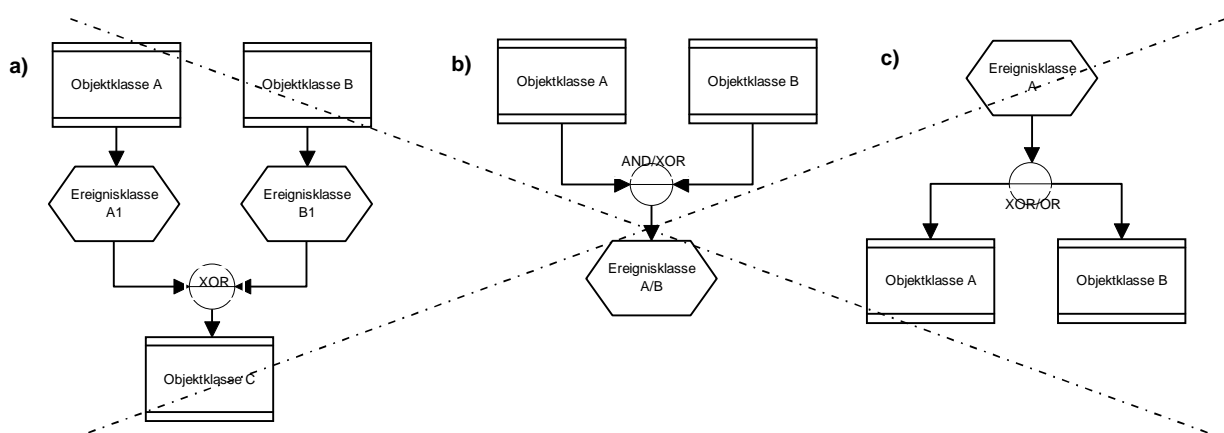 a)
Objektklasse A
Objektklasse B
Ereignisklasse
A1
Ereignisklasse
B1
XOR
Objektklasse C
b)
Objektklasse A
Objektklasse B
AND/XOR
Ereignisklasse
A/B
c)
Ereignisklasse
A
XOR/OR
Objektklasse A
Objektklasse B